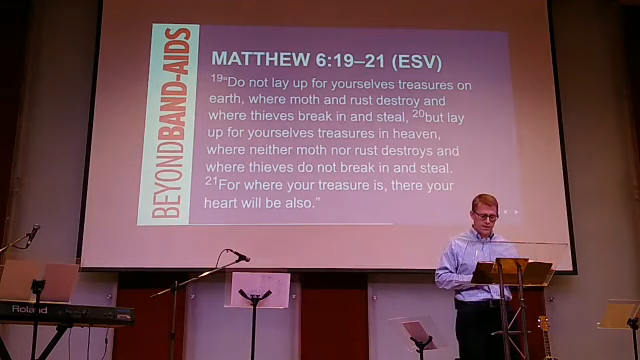 BEYONDBAND-AIDS
MATTHEW 6:19–21 (ESV)
19“Do not lay up for yourselves treasures on
earth, where moth and rust destroy and
where thieves break in and steal, 20but lay
up for yourselves treasures in heaven,
where neither moth nor rust destroys and
where thieves do not break in and steal.
21For where your treasure is, there your
heart will be also.”
Roland